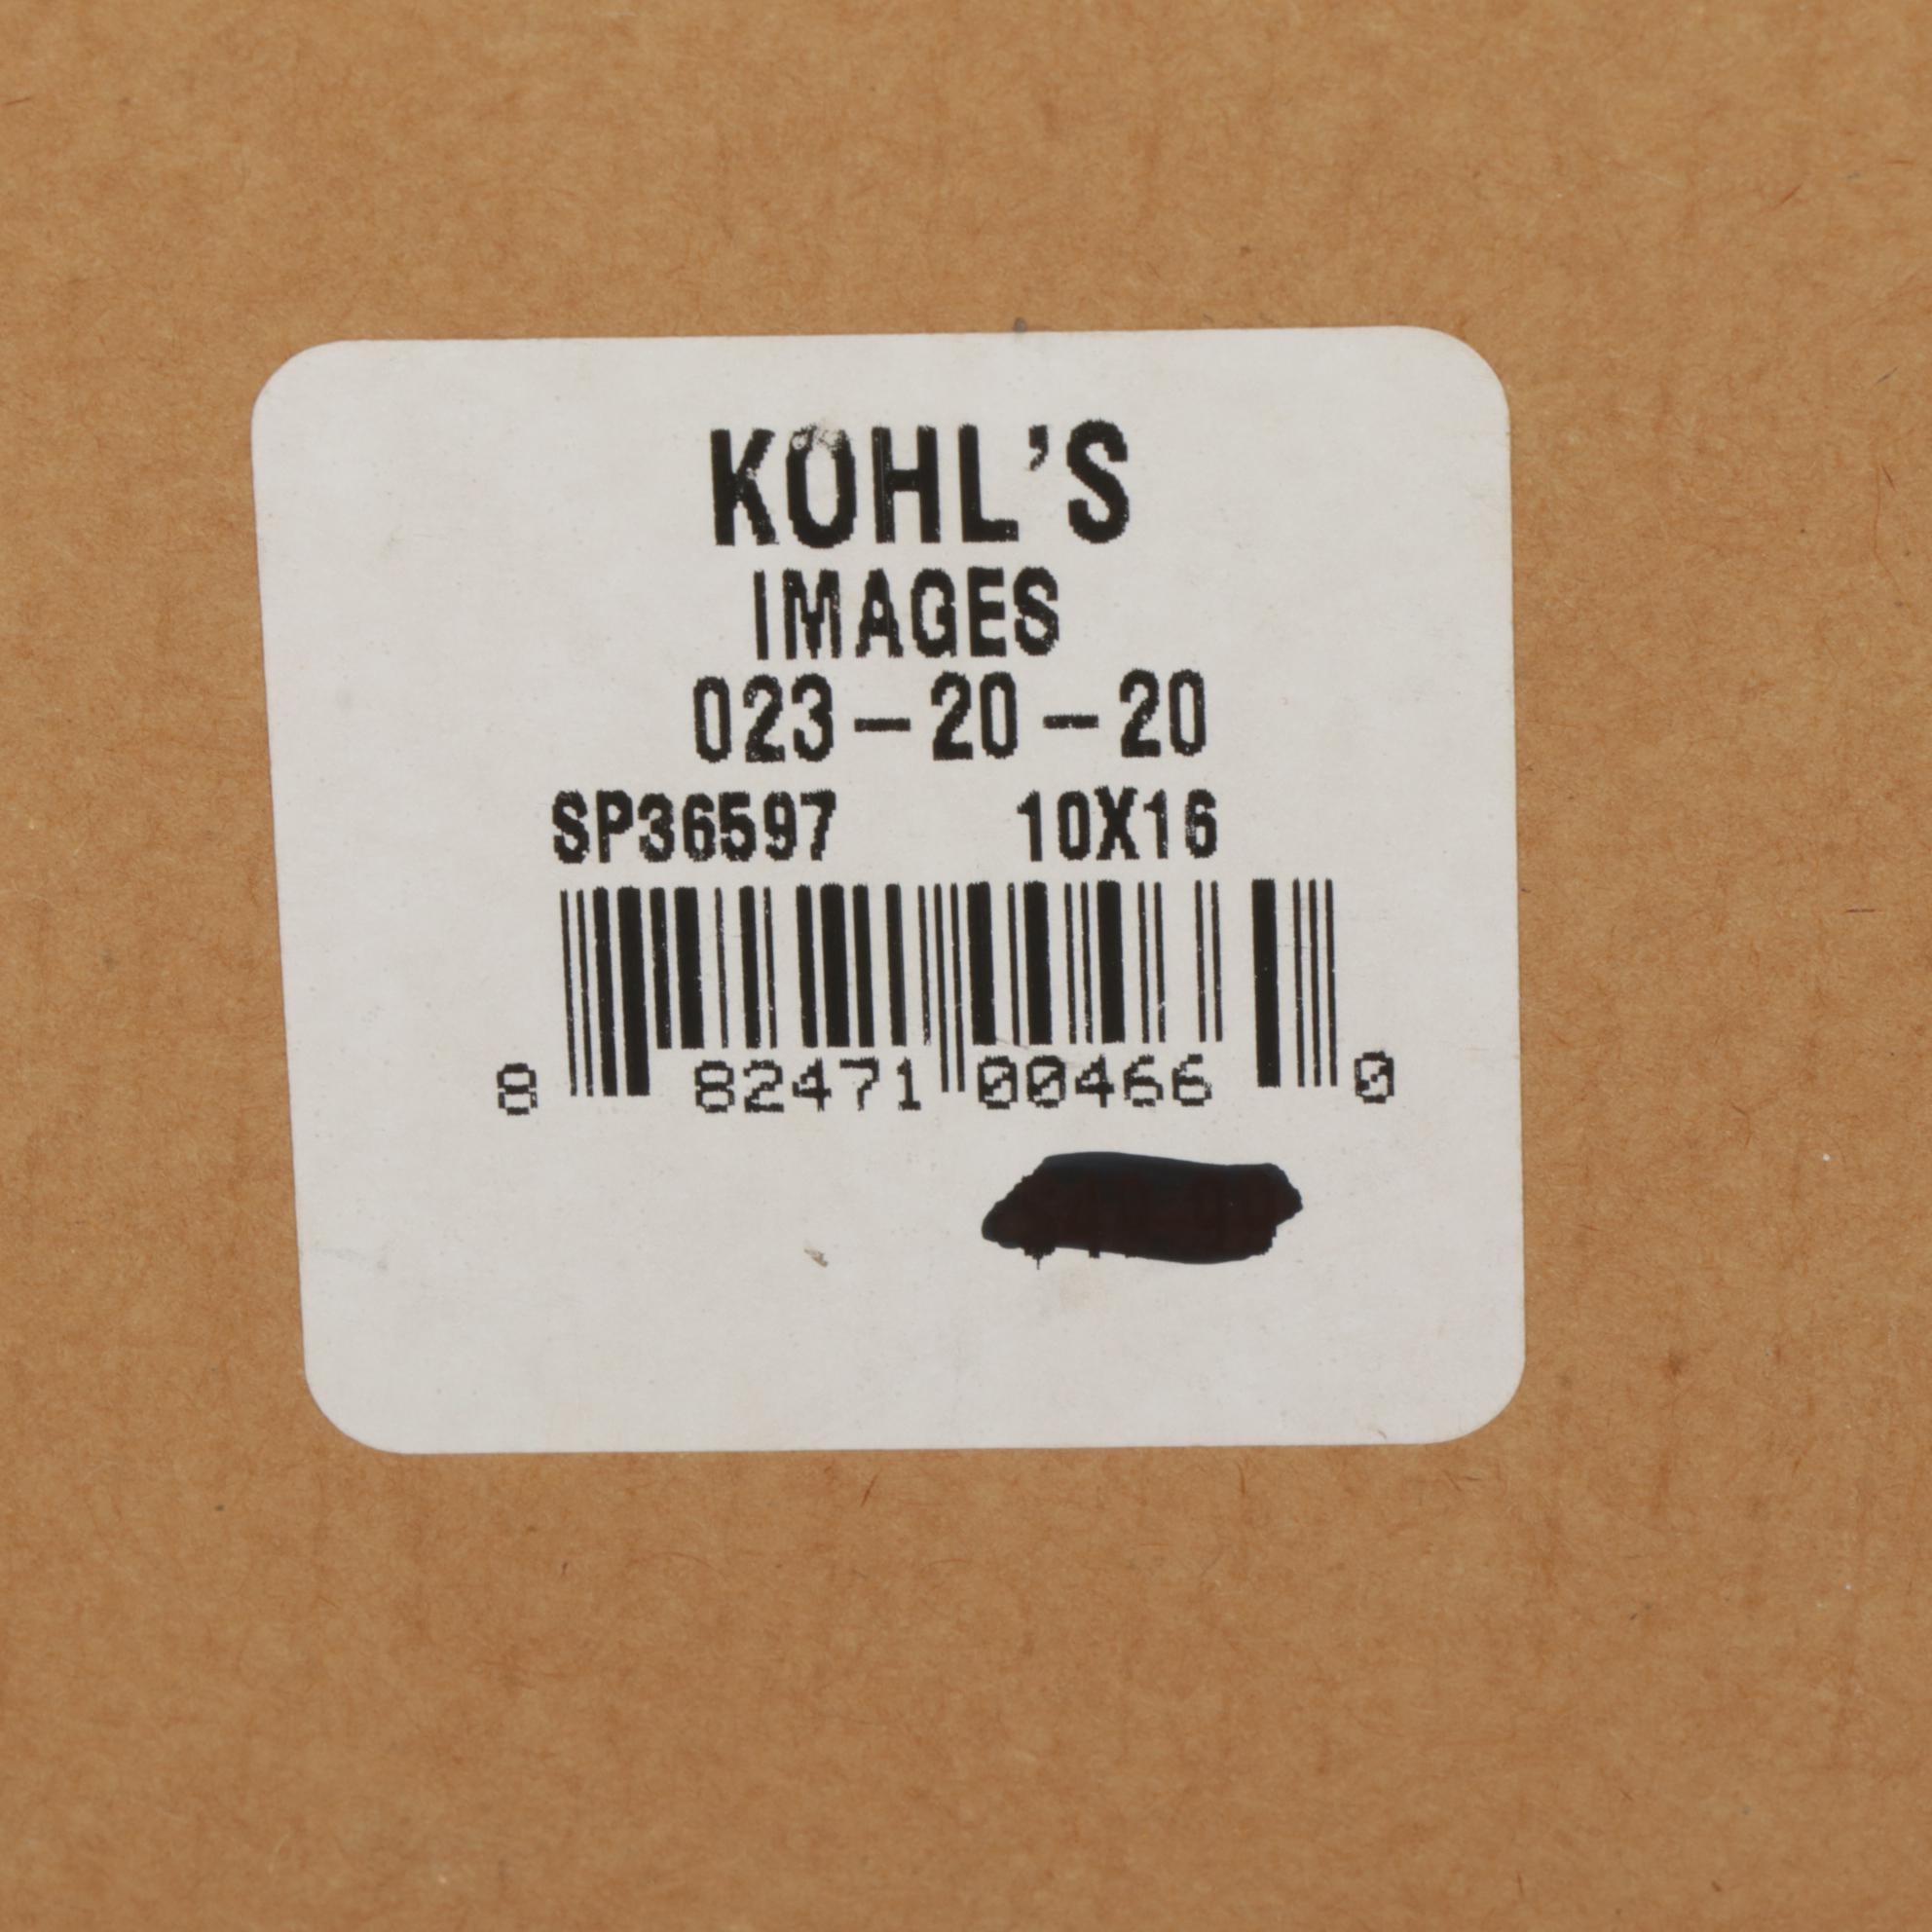 KOHL'S
IMAGES
023-20-20
SP36597 10X16
8 82471 00466 0